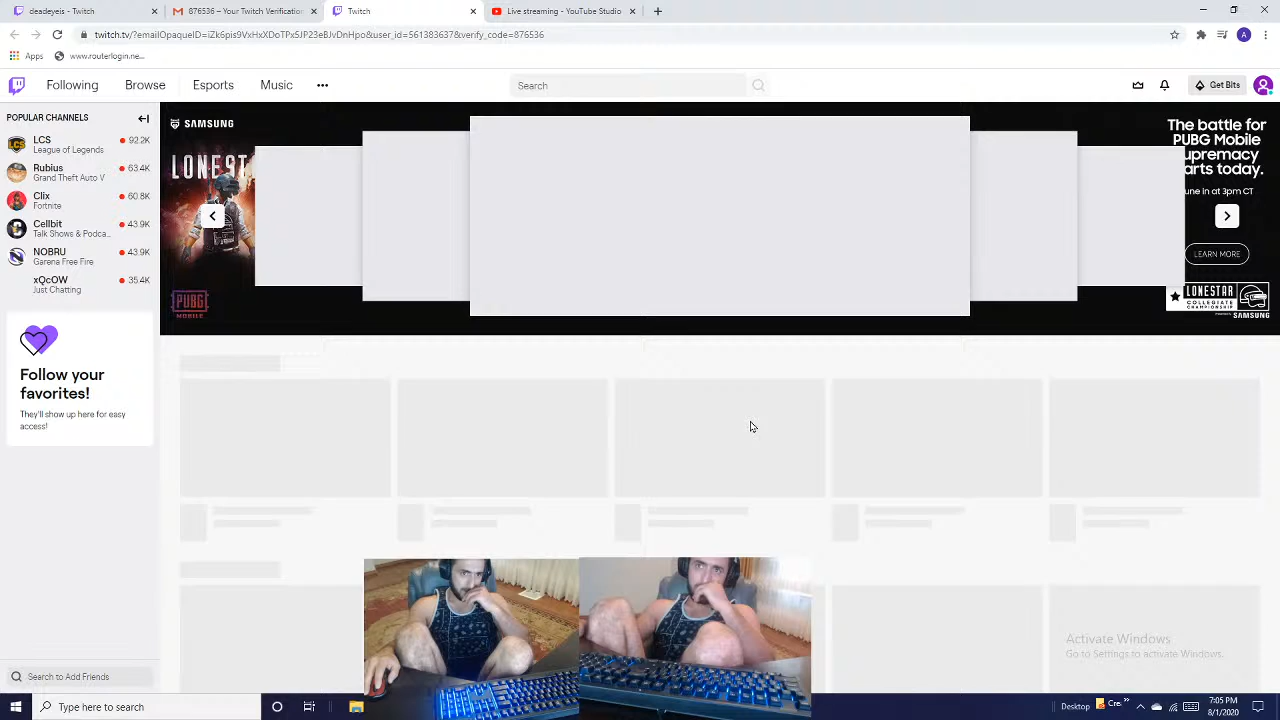 deadeyeis - Twitch
876536 – Your Twitch Verification
Twitch
Live streaming - YouTube Studio
twitch.tv/?emailOpaqueID=iZk6pis9VxHxXDoTPxSJP23eBJvDnHpo&user_id=561383637&verify_code=876536
Apps
www.routerlogin.ne...
Following
Browse
Esports
Music
Search
Get Bits
POPULAR CHANNELS
LCS
92.2K
League of Legends
Rubius
63.4K
Grand Theft Auto V
Clix
60.8K
Fortnite
Cellbit
43.9K
Talk Shows & Podca...
NOBRU
43.9K
Garena Free Fire
xQcOW
35.4K
Just Chatting
Follow your
favorites!
They'll show up here for easy
access!
Search to Add Friends
SAMSUNG
LONEST
PUBG
MOBILE
The battle for
PUBG Mobile
upremacy
arts today.
une in at 3pm CT
LEARN MORE
LONESTAR
COLLEGIATE
CHAMPIONSHIP
SAMSUNG
Activate Windows
Go to Settings to activate Windows.
Type here to search
Desktop
Cre
7:05 PM
8/1/2020